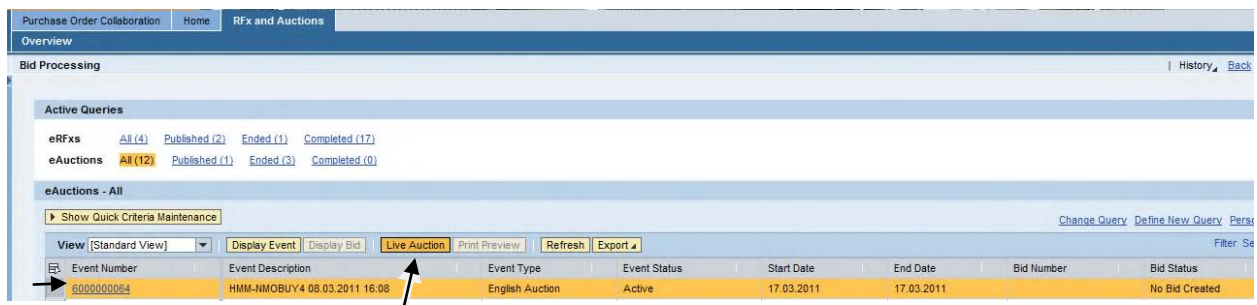 Purchase Order Collaboration Home RFx and Auctions
Overview
Bid Processing | History Back
Active Queries
eRFxs All (4) Published (2) Ended (1) Completed (17)
eAuctions All (12) Published (1) Ended (3) Completed (0)
eAuctions - All
Show Quick Criteria Maintenance Change Query Define New Query Perso
View [Standard View] Display Event Display Bid Live Auction Print Preview Refresh Export Filter Se
Event Number Event Description Event Type Event Status Start Date End Date Bid Number Bid Status
6000000064 HMM-NMOBUY4 08.03.2011 16:08 English Auction Active 17.03.2011 17.03.2011 No Bid Created